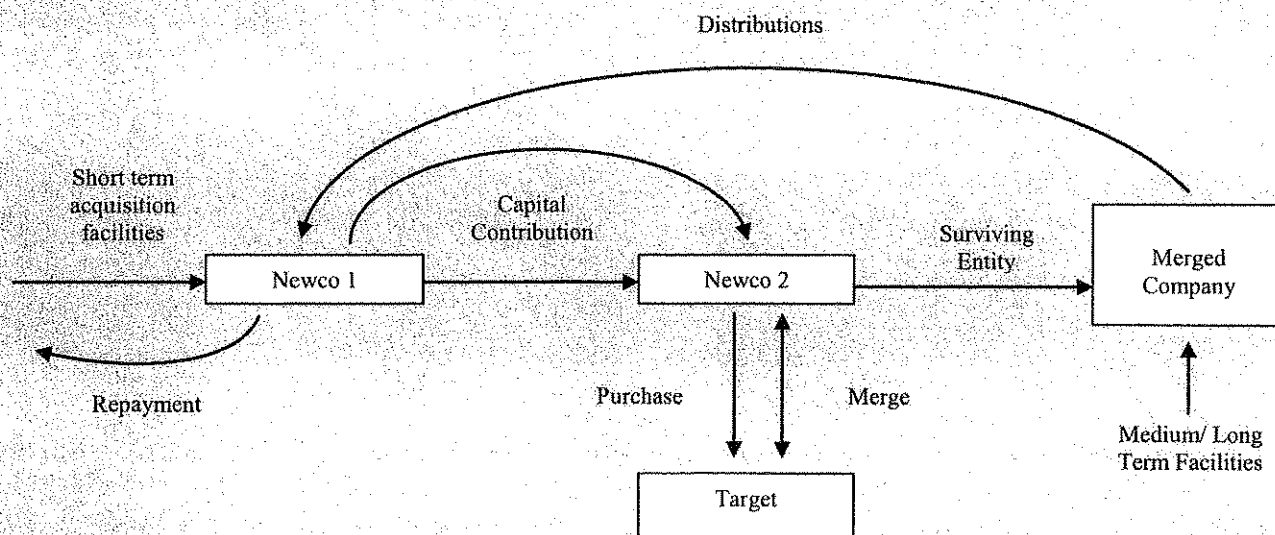 Distributions
Short term
acquisition
facilities
Capital
Contribution
Surviving
Entity
Newco 1
Newco 2
Merged
Company
Repayment
Purchase
Merge
Medium/ Long
Term Facilities
Target